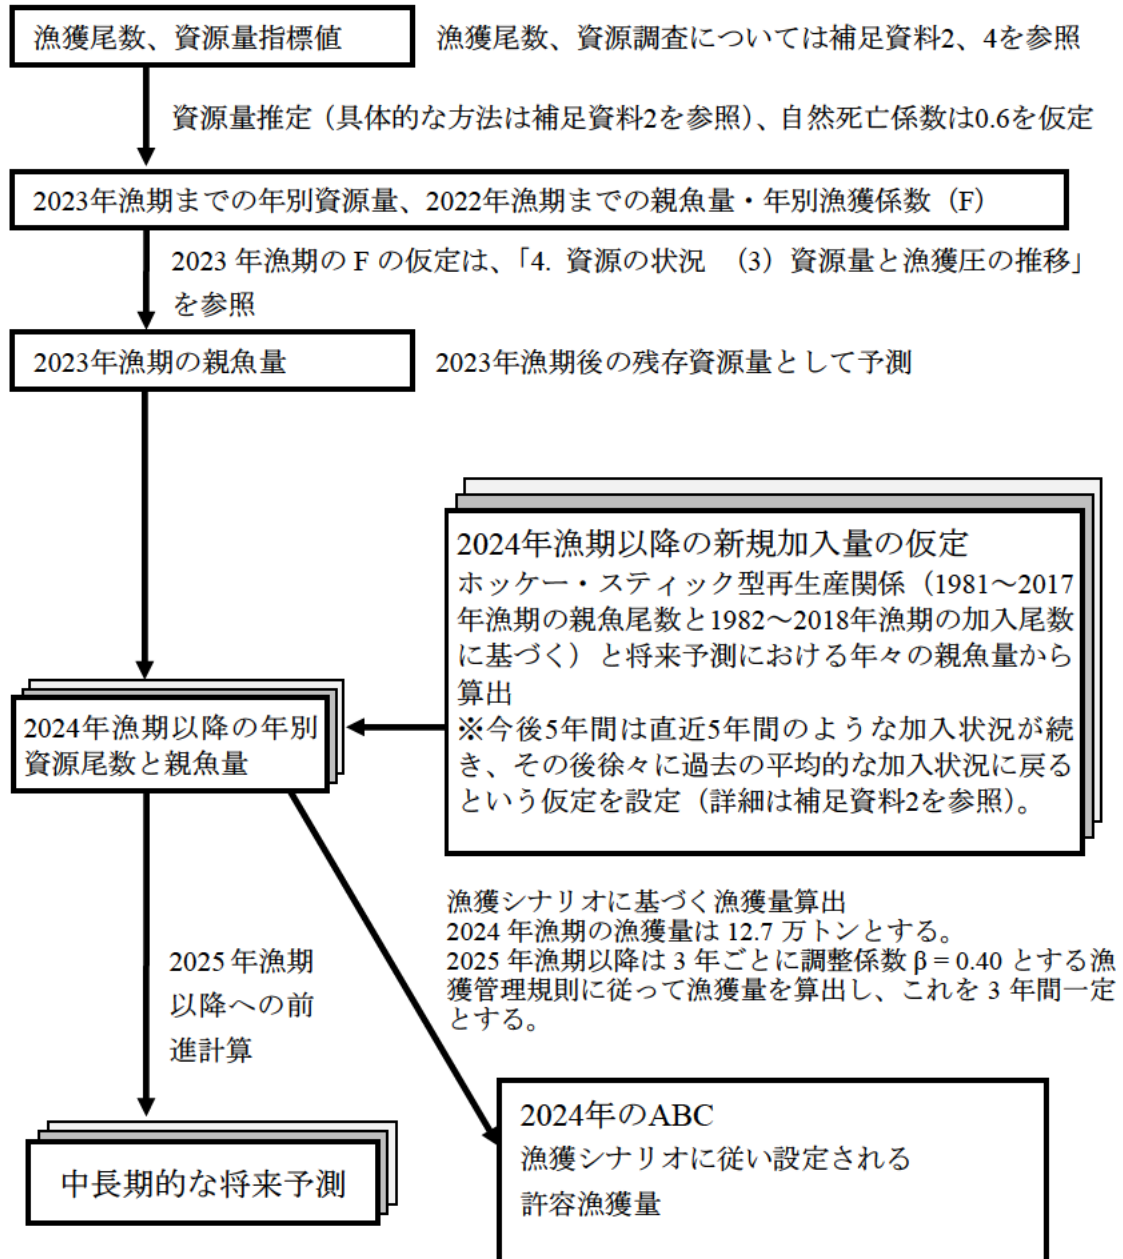 漁獲尾数、資源量指標値
漁獲尾数、資源調査については補足資料2、4を参照
資源量推定（具体的な方法は補足資料2を参照）、自然死亡係数は0.6を仮定
2023年漁期までの年別資源量、2022年漁期までの親魚量・年別漁獲係数（F）
2023 年漁期の F の仮定は、「4. 資源の状況　（3）資源量と漁獲圧の推移」
を参照
2023年漁期の親魚量
2023年漁期後の残存資源量として予測
2024年漁期以降の新規加入量の仮定
ホッケー・スティック型再生産関係（1981～2017
年漁期の親魚尾数と1982～2018年漁期の加入尾数
に基づく）と将来予測における年々の親魚量から
算出
※今後5年間は直近5年間のような加入状況が続
き、その後徐々に過去の平均的な加入状況に戻る
という仮定を設定（詳細は補足資料2を参照）。
2024年漁期以降の年別
資源尾数と親魚量
漁獲シナリオに基づく漁獲量算出
2024 年漁期の漁獲量は 12.7 万トンとする。
2025 年漁期以降は 3 年ごとに調整係数 β = 0.40 とする漁
獲管理規則に従って漁獲量を算出し、これを 3 年間一定
とする。
2025 年漁期
以降への前
進計算
2024年のABC
漁獲シナリオに従い設定される
許容漁獲量
中長期的な将来予測